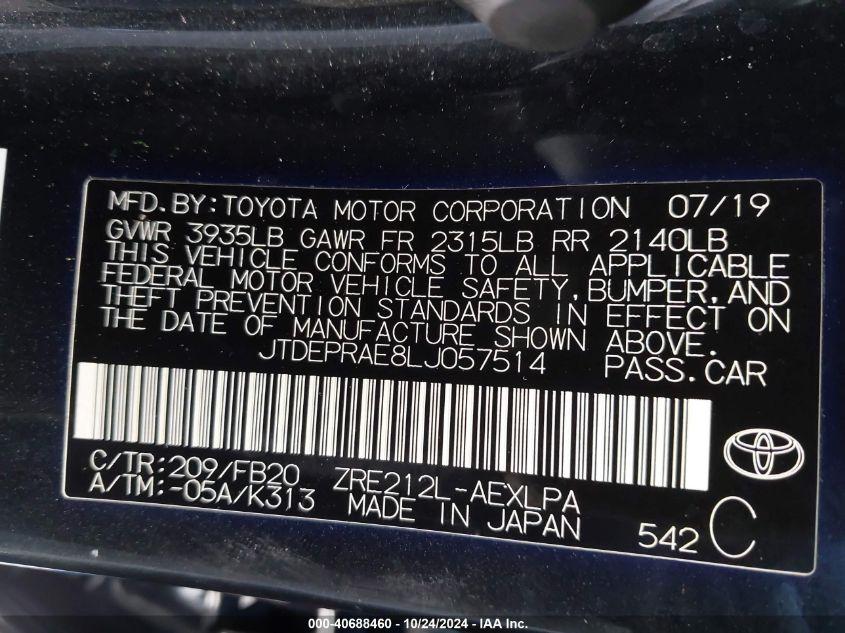 MFD.BY:TOYOTA MOTOR CORPORATION 07/19
GVWR 3935LB GAWR FR 2315LB RR 2140LB
THIS VEHICLE CONFORMS TO ALL APPLICABLE
FEDERAL MOTOR VEHICLE SAFETY,BUMPER,AND
THEFT PREVENTION STANDARDS IN EFFECT ON
THE DATE OF MANUFACTURE SHOWN ABOVE.
JTDEPRAE8LJ057514 PASS.CAR
C/TR:209/FB20 ZRE212L-AEXLPA
A/TM:-05A/K313 MADE IN JAPAN 542 C
000-40688460 - 10/24/2024 - IAA, Inc.